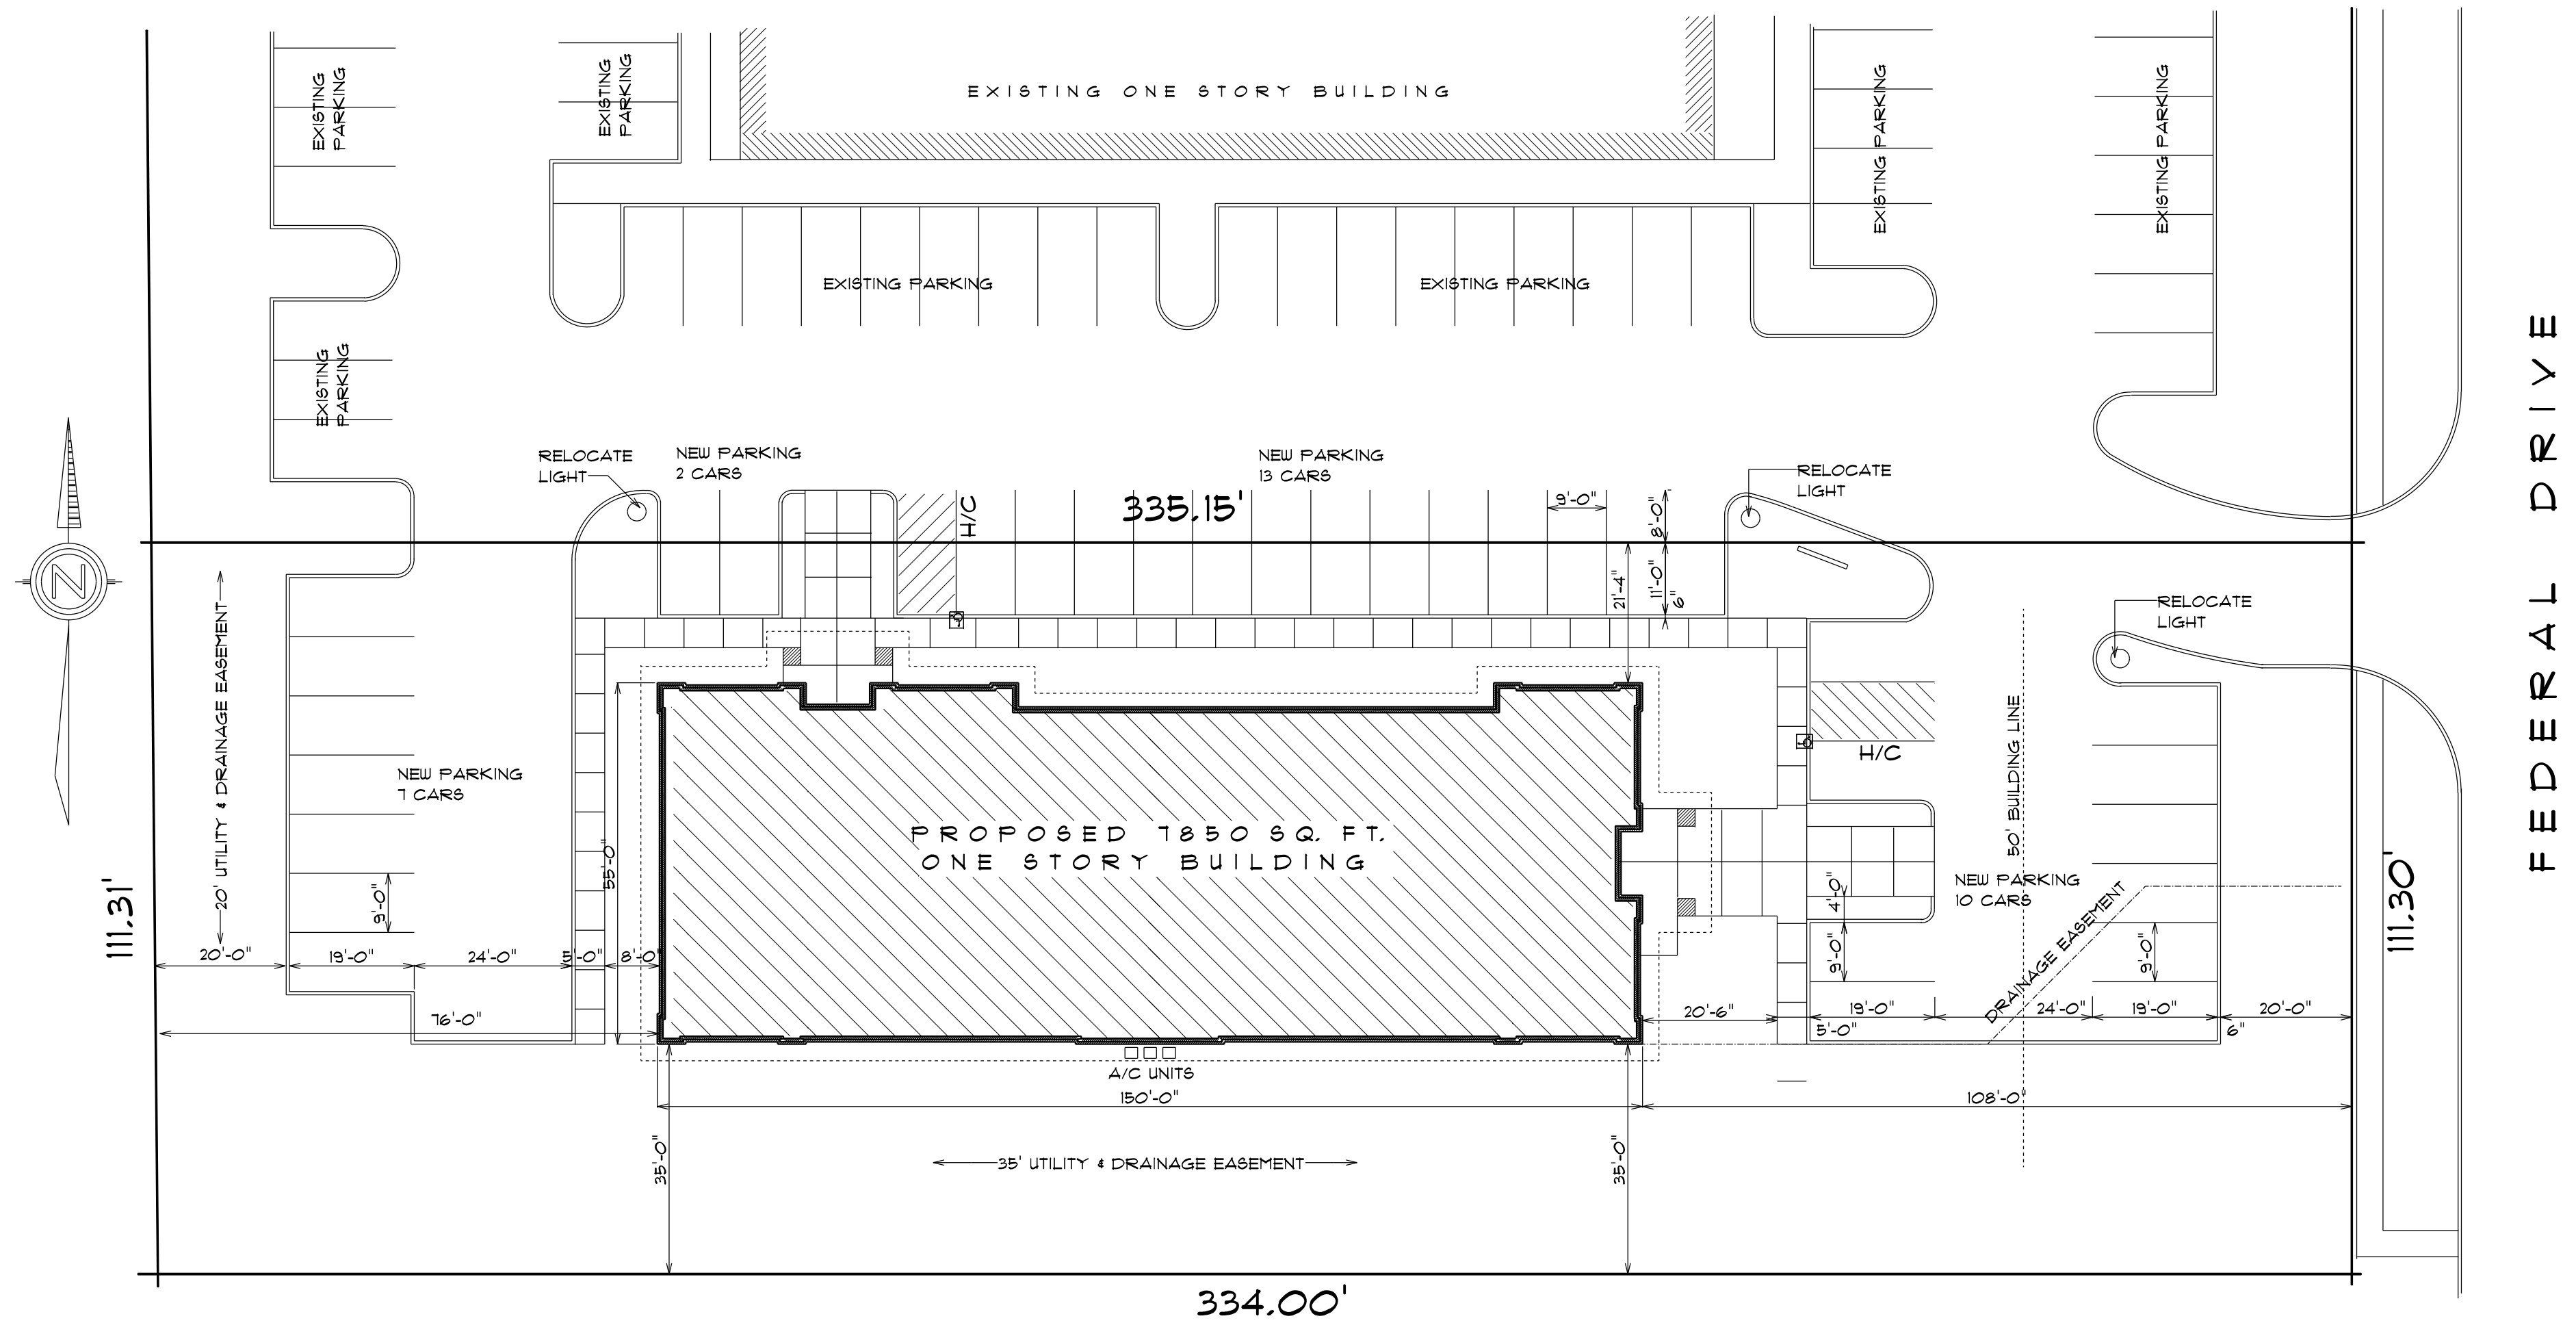 EXISTING
PARKING
EXISTING
PARKING
EXISTING ONE STORY BUILDING
EXISTING PARKING
EXISTING PARKING
EXISTING PARKING
EXISTING PARKING
EXISTING
PARKING
FEDERAL DRIVE
RELOCATE
LIGHT
NEW PARKING
2 CARS
NEW PARKING
13 CARS
RELOCATE
LIGHT
H/C
335.15'
9'-0"
8'-0"
21'-4"
11'-0"
6"
N
RELOCATE
LIGHT
20' UTILITY & DRAINAGE EASEMENT
NEW PARKING
7 CARS
H/C
50' BUILDING LINE
55'-0"
PROPOSED 7850 SQ. FT.
ONE STORY BUILDING
NEW PARKING
10 CARS
4'-0"
DRAINAGE EASEMENT
111.31'
111.30'
9'-0"
9'-0"
9'-0"
20'-0"
19'-0"
24'-0"
5'-0"
8'-0"
76'-0"
20'-6"
5'-0"
19'-0"
24'-0"
19'-0"
6"
20'-0"
A/C UNITS
150'-0"
108'-0"
35'-0"
35' UTILITY & DRAINAGE EASEMENT
35'-0"
334.00'